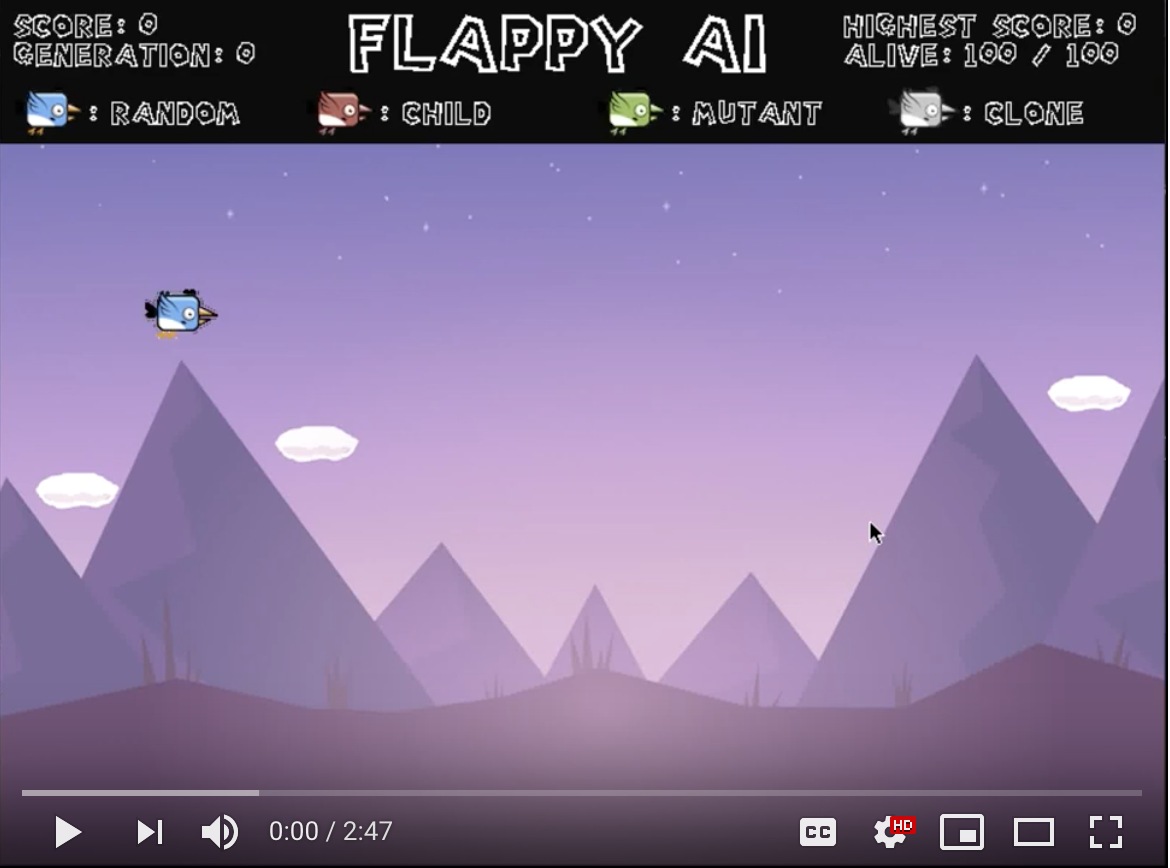 SCORE: 0
GENERATION: 0
FLAPPY AI
HIGHEST SCORE: 0
ALIVE: 100 / 100
: RANDOM
: CHILD
: MUTANT
: CLONE
0:00 / 2:47
CC
HD